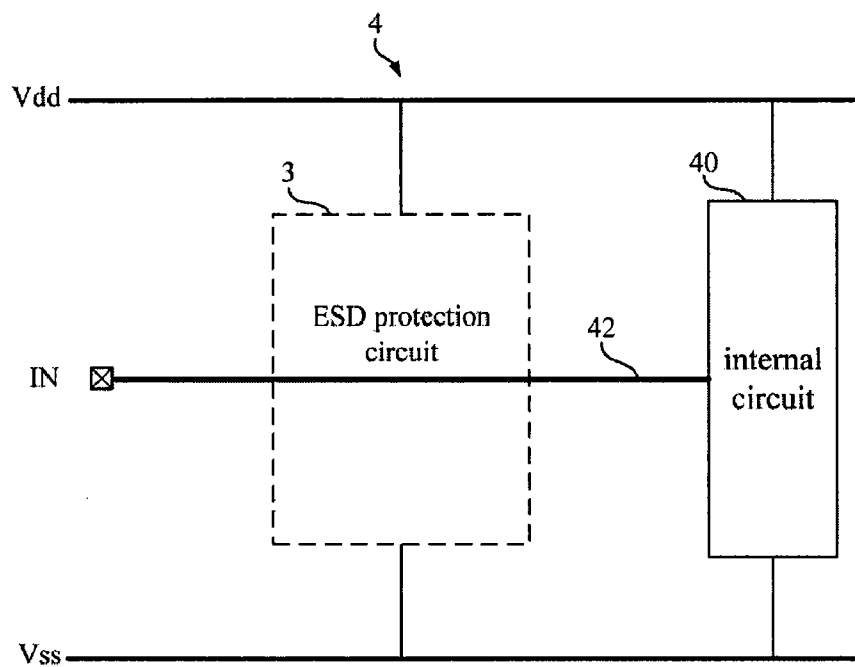 4
Vdd
3
40
ESD protection
circuit
42
IN
internal
circuit
Vss